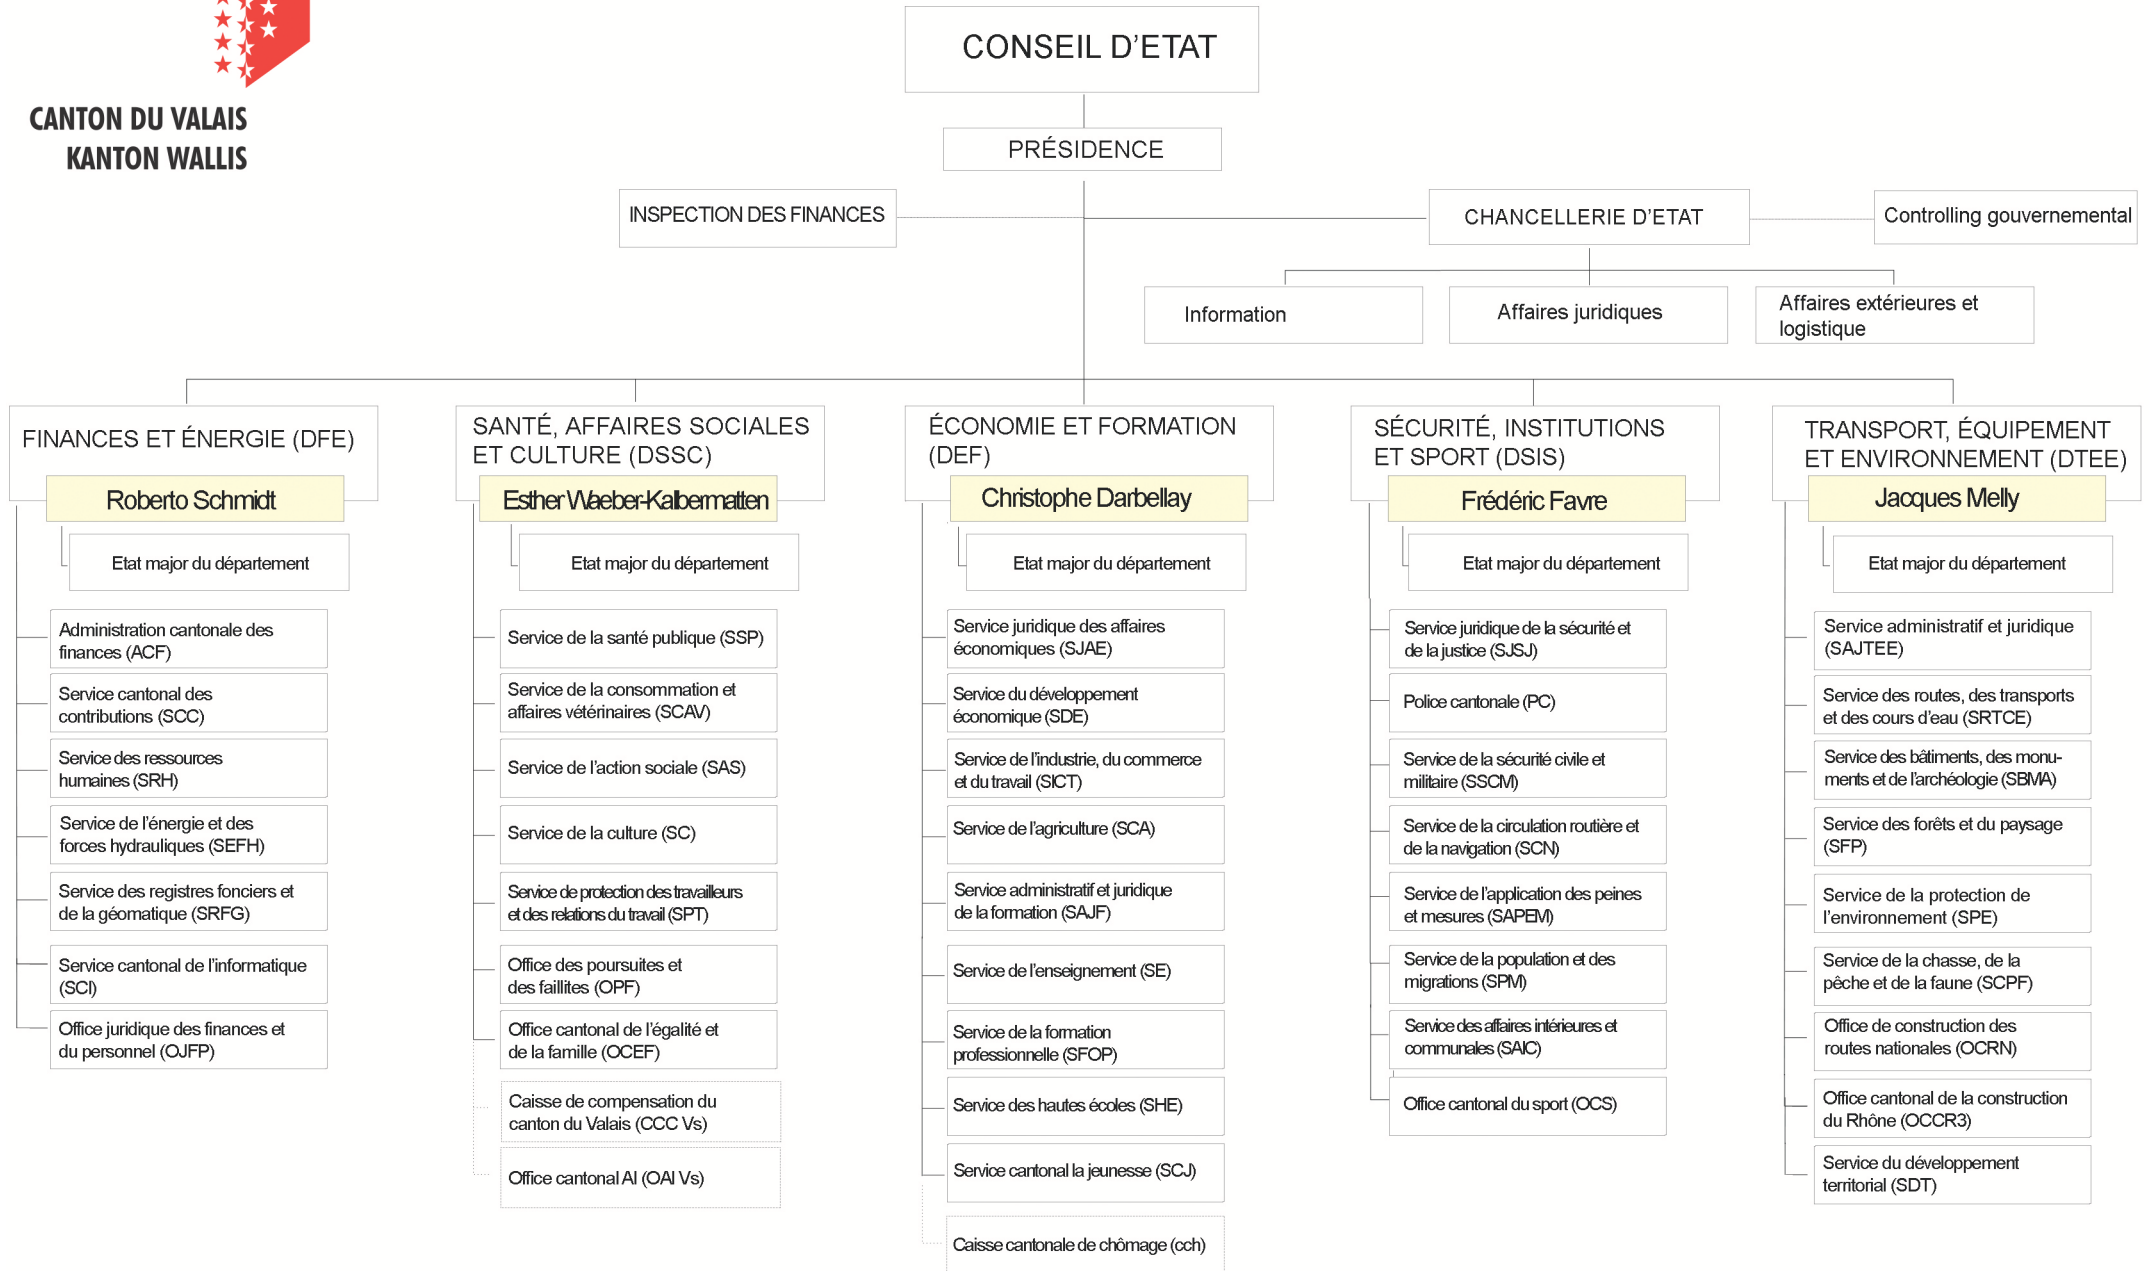 CANTON DU VALAIS
KANTON WALLIS
CONSEIL D'ETAT
PRÉSIDENCE
INSPECTION DES FINANCES
CHANCELLERIE D'ETAT
Controlling gouvernemental
Information
Affaires juridiques
Affaires extérieures et
logistique
FINANCES ET ÉNERGIE (DFE)
Roberto Schmidt
Etat major du département
Administration cantonale des
finances (ACF)
Service cantonal des
contributions (SCC)
Service des ressources
humaines (SRH)
Service de l'énergie et des
forces hydrauliques (SEFH)
Service des registres fonciers et
de la géomatique (SRFG)
Service cantonal de l'informatique
(SCI)
Office juridique des finances et
du personnel (OJFP)
SANTÉ, AFFAIRES SOCIALES
ET CULTURE (DSSC)
Esther Waeber-Kalbermatten
Etat major du département
Service de la santé publique (SSP)
Service de la consommation et
affaires vétérinaires (SCAV)
Service de l'action sociale (SAS)
Service de la culture (SC)
Service de protection des travailleurs
et des relations du travail (SPT)
Office des poursuites et
des faillites (OPF)
Office cantonal de l'égalité et
de la famille (OCEF)
Caisse de compensation du
canton du Valais (CCC Vs)
Office cantonal AI (OAI Vs)
ÉCONOMIE ET FORMATION
(DEF)
Christophe Darbellay
Etat major du département
Service juridique des affaires
économiques (SJAE)
Service du développement
économique (SDE)
Service de l'industrie, du commerce
et du travail (SICT)
Service de l'agriculture (SCA)
Service administratif et juridique
de la formation (SAJF)
Service de l'enseignement (SE)
Service de la formation
professionnelle (SFOP)
Service des hautes écoles (SHE)
Service cantonal la jeunesse (SCJ)
Caisse cantonale de chômage (cch)
SÉCURITÉ, INSTITUTIONS
ET SPORT (DSIS)
Frédéric Favre
Etat major du département
Service juridique de la sécurité et
de la justice (SJSJ)
Police cantonale (PC)
Service de la sécurité civile et
militaire (SSCM)
Service de la circulation routière et
de la navigation (SCN)
Service de l'application des peines
et mesures (SAPEM)
Service de la population et des
migrations (SPM)
Service des affaires intérieures et
communales (SAIC)
Office cantonal du sport (OCS)
TRANSPORT, ÉQUIPEMENT
ET ENVIRONNEMENT (DTEE)
Jacques Melly
Etat major du département
Service administratif et juridique
(SAJTEE)
Service des routes, des transports
et des cours d'eau (SRTCE)
Service des bâtiments, des monu-
ments et de l'archéologie (SBMA)
Service des forêts et du paysage
(SFP)
Service de la protection de
l'environnement (SPE)
Service de la chasse, de la
pêche et de la faune (SCPF)
Office de construction des
routes nationales (OCRN)
Office cantonal de la construction
du Rhône (OCCR3)
Service du développement
territorial (SDT)